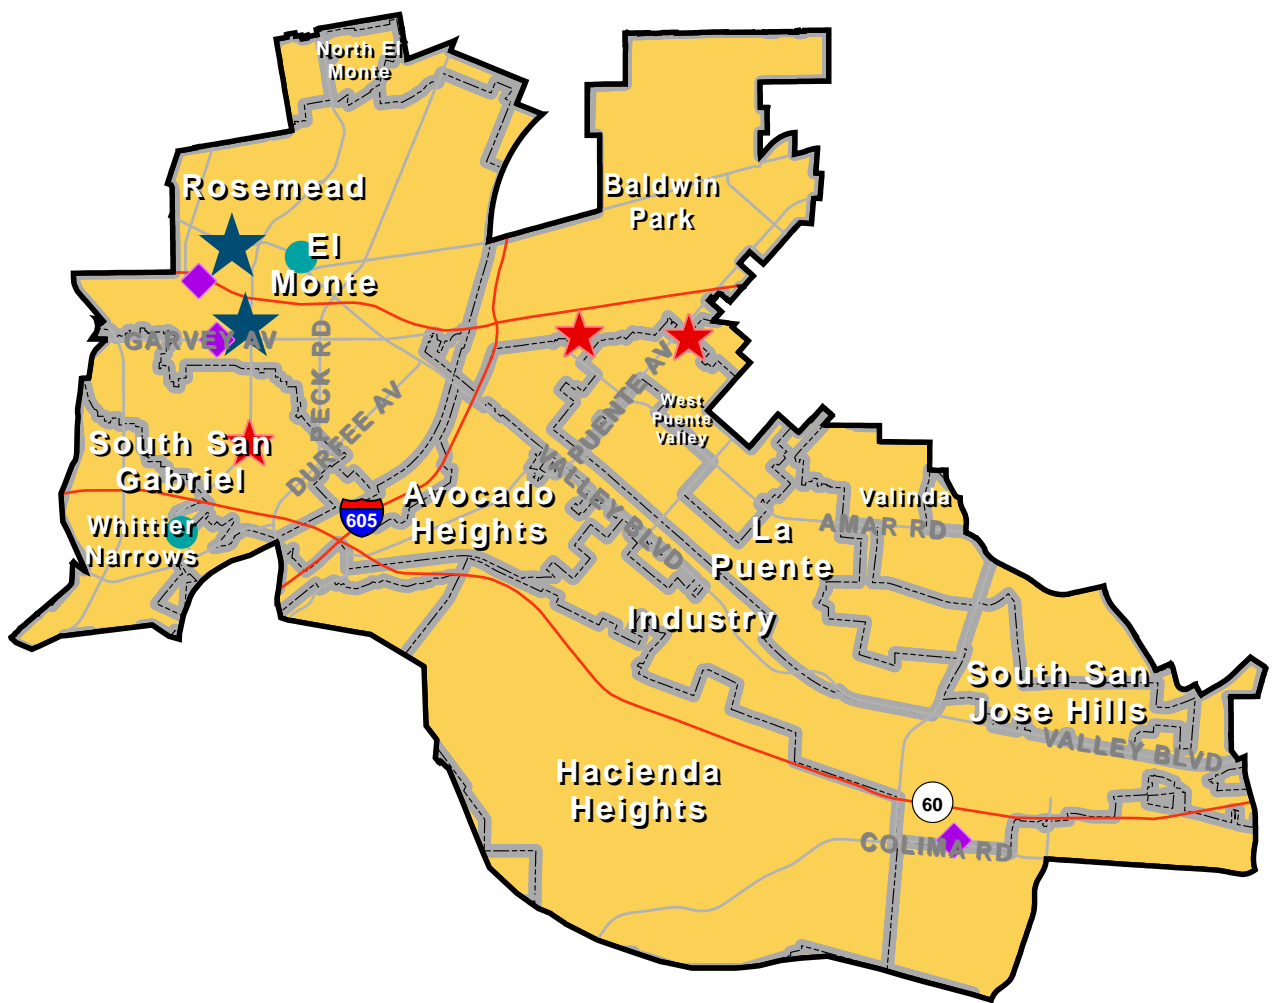 North El
Monte
Rosemead
Baldwin
Park
El
Monte
GARVEY AV
PECK RD
DURFEE AV
PUENTE AV
West
Puente
Valley
South San
Gabriel
VALLEY BLVD
Avocado
Heights
605
Whittier
Narrows
Valinda
AMAR RD
La
Puente
Industry
South San
Jose Hills
VALLEY BLVD
Hacienda
Heights
60
COLIMA RD